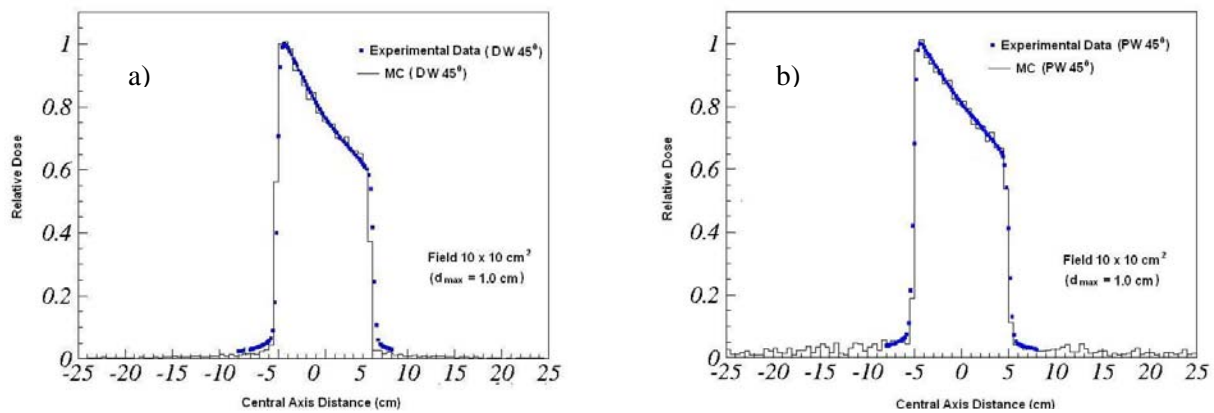 a)
Relative Dose
1
0.8
0.6
0.4
0.2
0
Experimental Data (DW 45⁰)
MC (DW 45⁰)
Field 10 x 10 cm²
(dmax = 1.0 cm)
-25 -20 -15 -10 -5 0 5 10 15 20 25
Central Axis Distance (cm)
b)
Relative Dose
1
0.8
0.6
0.4
0.2
0
Experimental Data (PW 45⁰)
MC (PW 45⁰)
Field 10 x 10 cm²
(dmax = 1.0 cm)
-25 -20 -15 -10 -5 0 5 10 15 20 25
Central Axis Distance (cm)